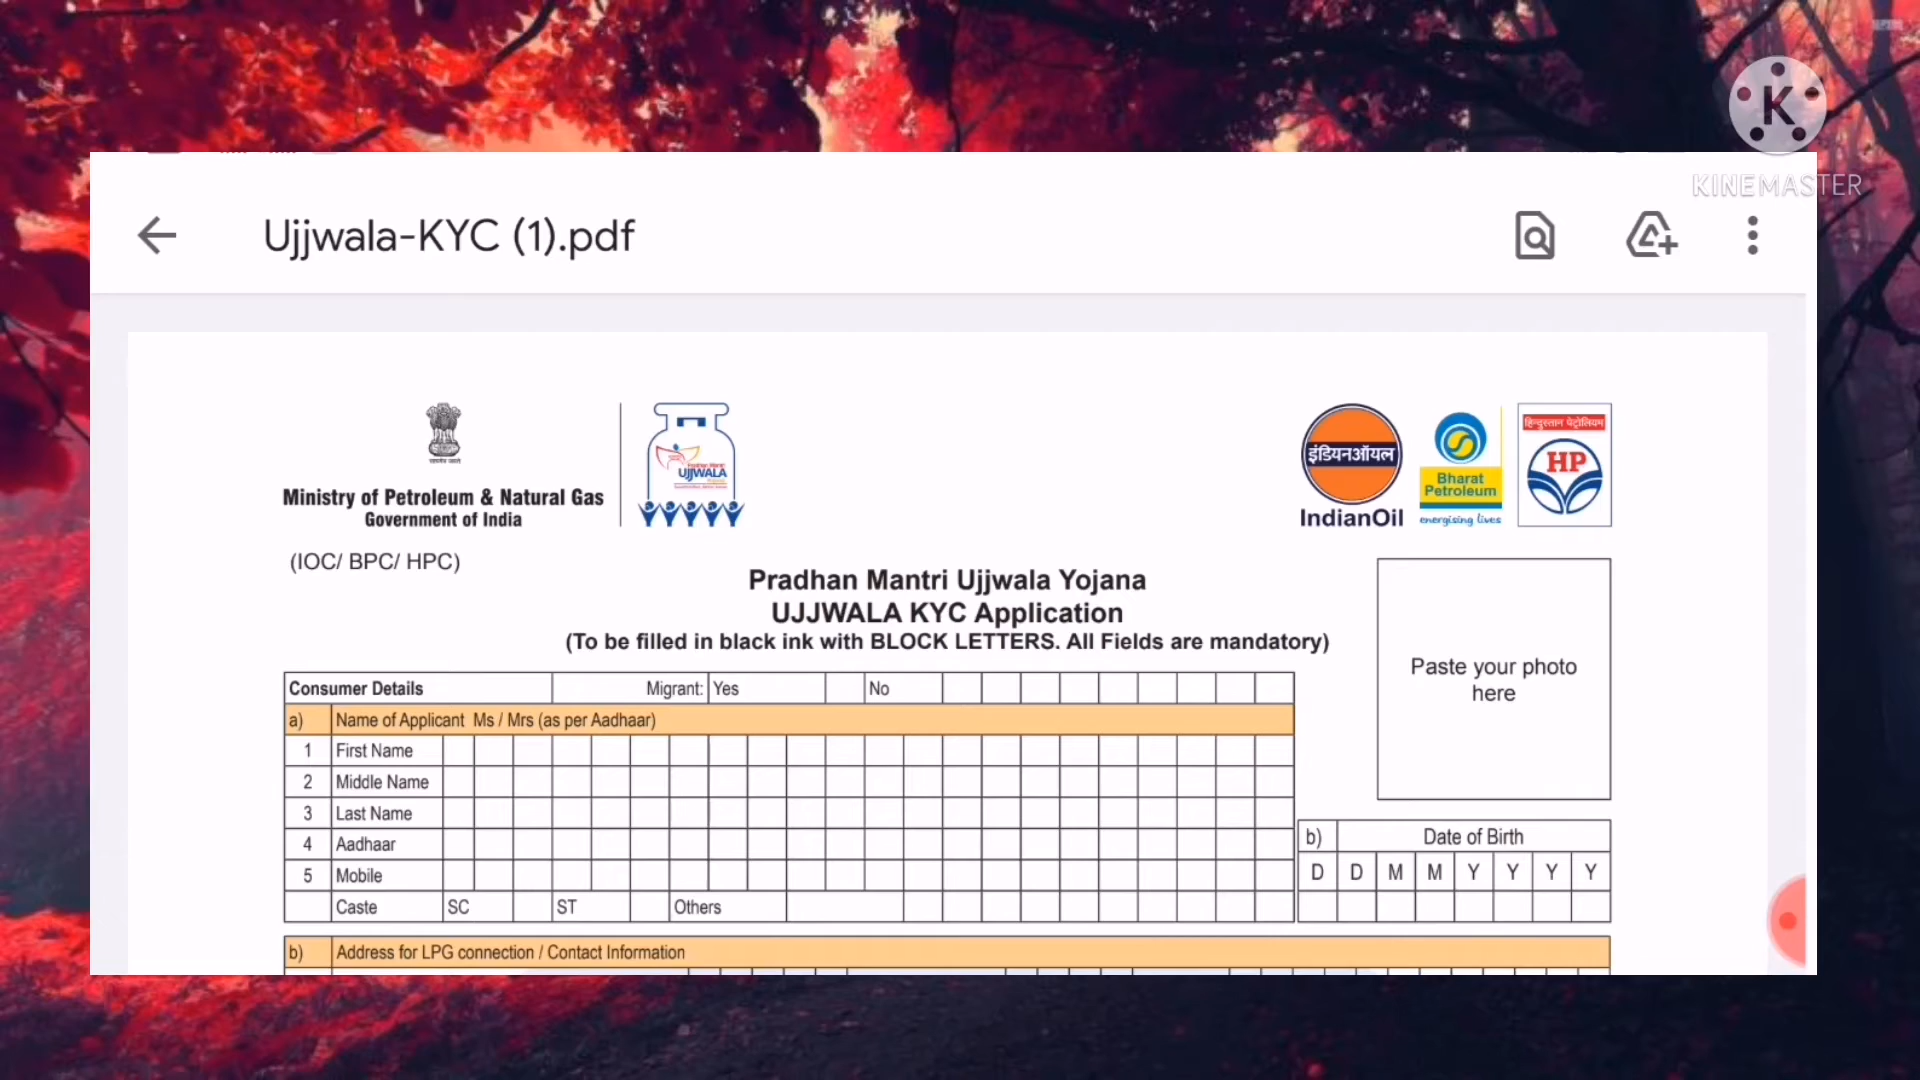 KINEMASTER
Ujjwala-KYC (1).pdf
Ministry of Petroleum & Natural Gas
Government of India
UJJWALA
इंडियनऑयल
IndianOil
Bharat
Petroleum
energising lives
हिन्दुस्तान पेट्रोलियम
HP
(IOC/ BPC/ HPC)
Pradhan Mantri Ujjwala Yojana
UJJWALA KYC Application
(To be filled in black ink with BLOCK LETTERS. All Fields are mandatory)
Paste your photo
here
Consumer Details Migrant: Yes No
a) Name of Applicant Ms / Mrs (as per Aadhaar)
1 First Name
2 Middle Name
3 Last Name
4 Aadhaar
5 Mobile
Caste SC ST Others
b) Date of Birth
D D M M Y Y Y Y
b) Address for LPG connection / Contact Information